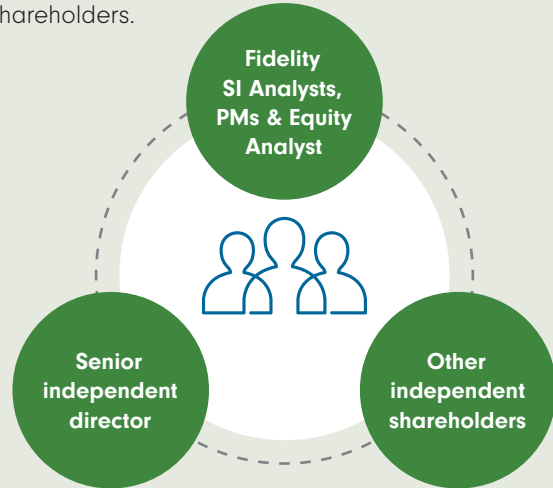 hareholders.
Fidelity
SI Analysts,
PMs & Equity
Analyst
Senior
independent
director
Other
independent
shareholders